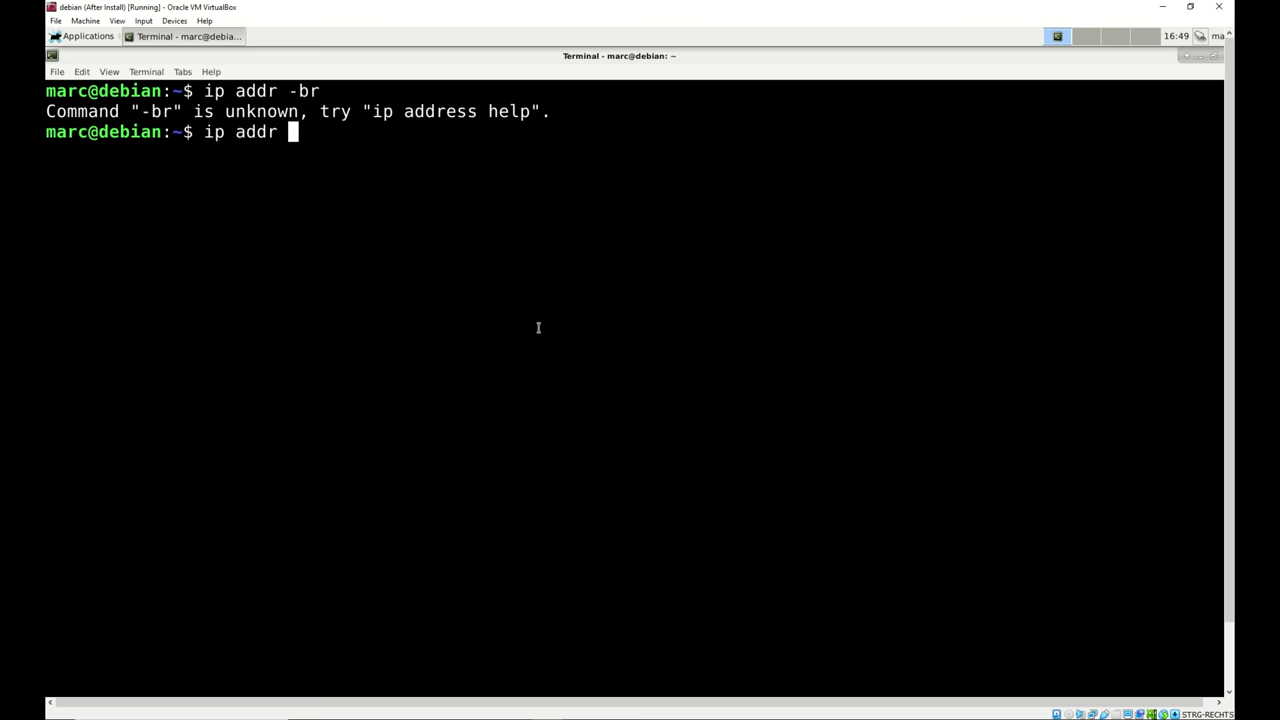 debian (After Install) [Running] - Oracle VM VirtualBox
File Machine View Input Devices Help
Applications Terminal - marc@debia... 16:49 ma
Terminal - marc@debian: ~
File Edit View Terminal Tabs Help
marc@debian:~$ ip addr -br
Command "-br" is unknown, try "ip address help".
marc@debian:~$ ip addr
STRG-RECHTS